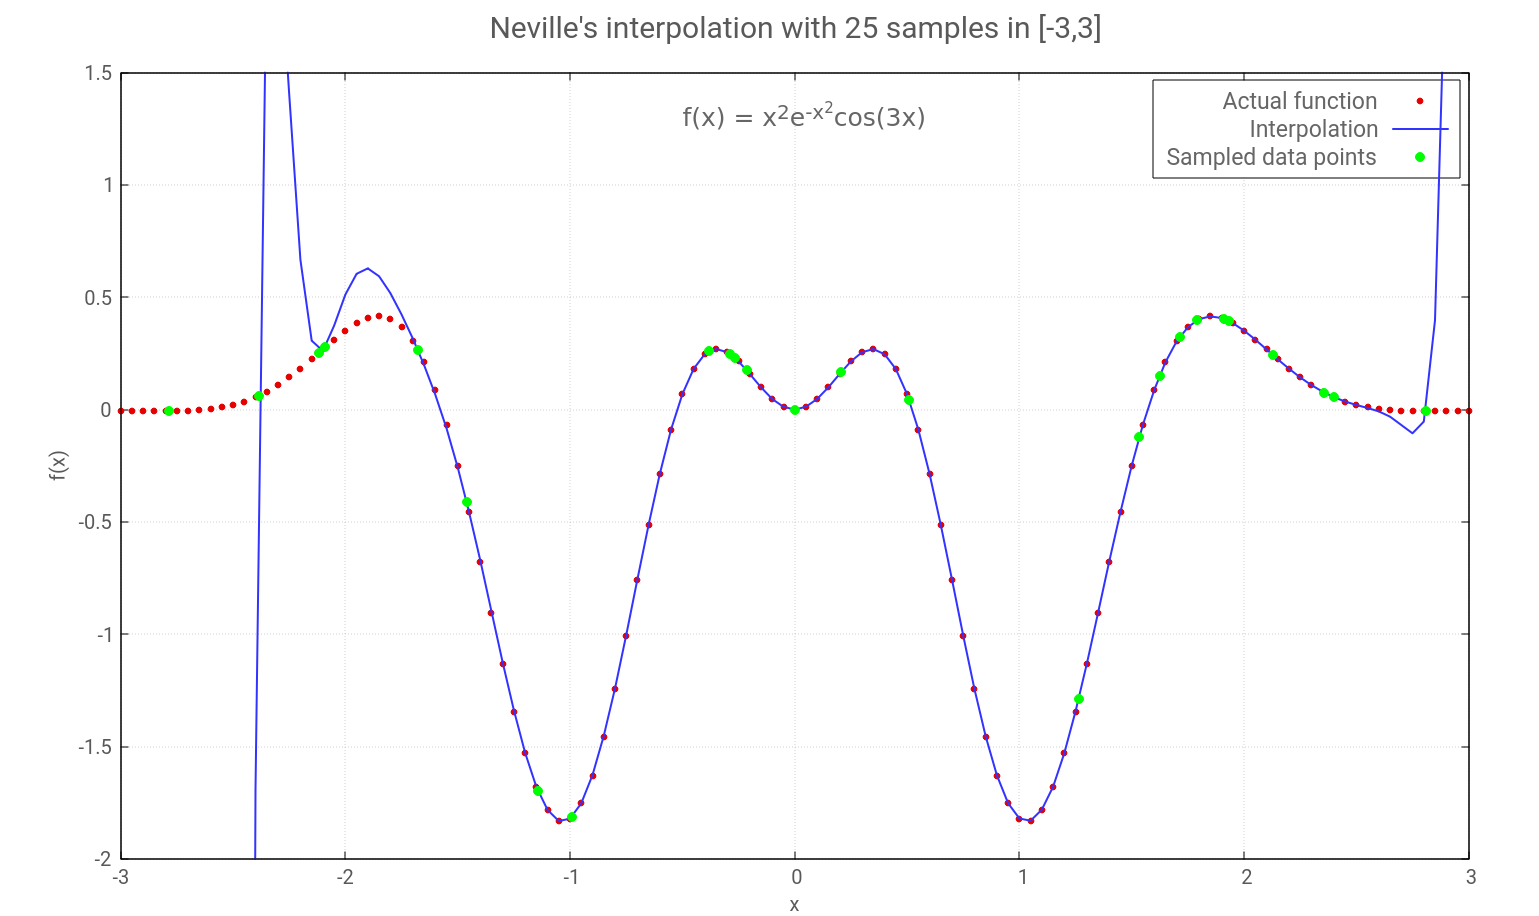 Neville's interpolation with 25 samples in [-3,3]
f(x) = x²e^-x²cos(3x)
Actual function
Interpolation
Sampled data points
1.5
1
0.5
0
-0.5
-1
-1.5
-2
f(x)
-3 -2 -1 0 1 2 3
x